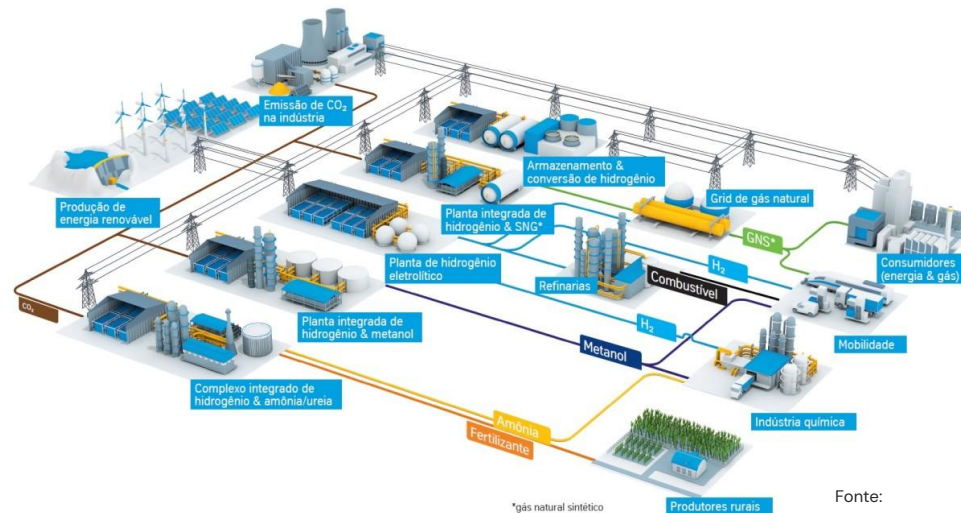 Emissão de CO₂
na indústria
Produção de
energia renovável
Armazenamento &
conversão de hidrogênio
Grid de gás natural
Planta integrada de
hidrogênio & SNG*
GNS*
Consumidores
(energia & gás)
Planta de hidrogênio
eletrolítico
Refinarias
H₂
Combustível
CO₂
Planta integrada de
hidrogênio & metanol
H₂
Mobilidade
Metanol
Complexo integrado de
hidrogênio & amônia/ureia
Indústria química
Amônia
Fertilizante
*gás natural sintético
Produtores rurais
Fonte: